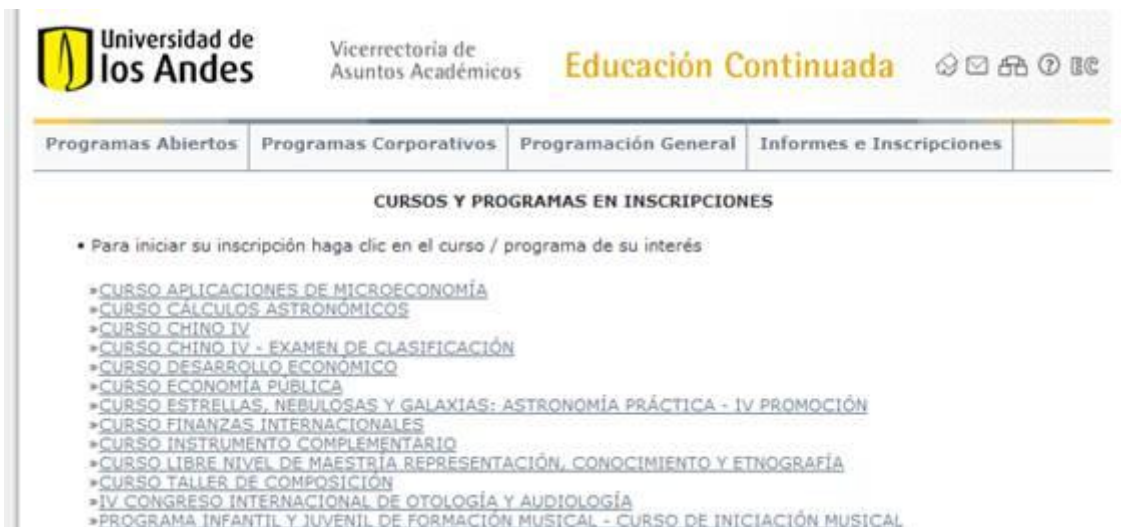 Universidad de
los Andes
Vicerrectoría de
Asuntos Académicos
Educación Continuada
EC
Programas Abiertos
Programas Corporativos
Programación General
Informes e Inscripciones
CURSOS Y PROGRAMAS EN INSCRIPCIONES
• Para iniciar su inscripción haga clic en el curso / programa de su interés
»CURSO APLICACIONES DE MICROECONOMÍA
»CURSO CÁLCULOS ASTRONÓMICOS
»CURSO CHINO IV
»CURSO CHINO IV - EXAMEN DE CLASIFICACIÓN
»CURSO DESARROLLO ECONÓMICO
»CURSO ECONOMÍA PÚBLICA
»CURSO ESTRELLAS, NEBULOSAS Y GALAXIAS: ASTRONOMÍA PRÁCTICA - IV PROMOCIÓN
»CURSO FINANZAS INTERNACIONALES
»CURSO INSTRUMENTO COMPLEMENTARIO
»CURSO LIBRE NIVEL DE MAESTRÍA REPRESENTACIÓN, CONOCIMIENTO Y ETNOGRAFÍA
»CURSO TALLER DE COMPOSICIÓN
»IV CONGRESO INTERNACIONAL DE OTOLOGÍA Y AUDIOLOGÍA
»PROGRAMA INFANTIL Y JUVENIL DE FORMACIÓN MUSICAL - CURSO DE INICIACIÓN MUSICAL